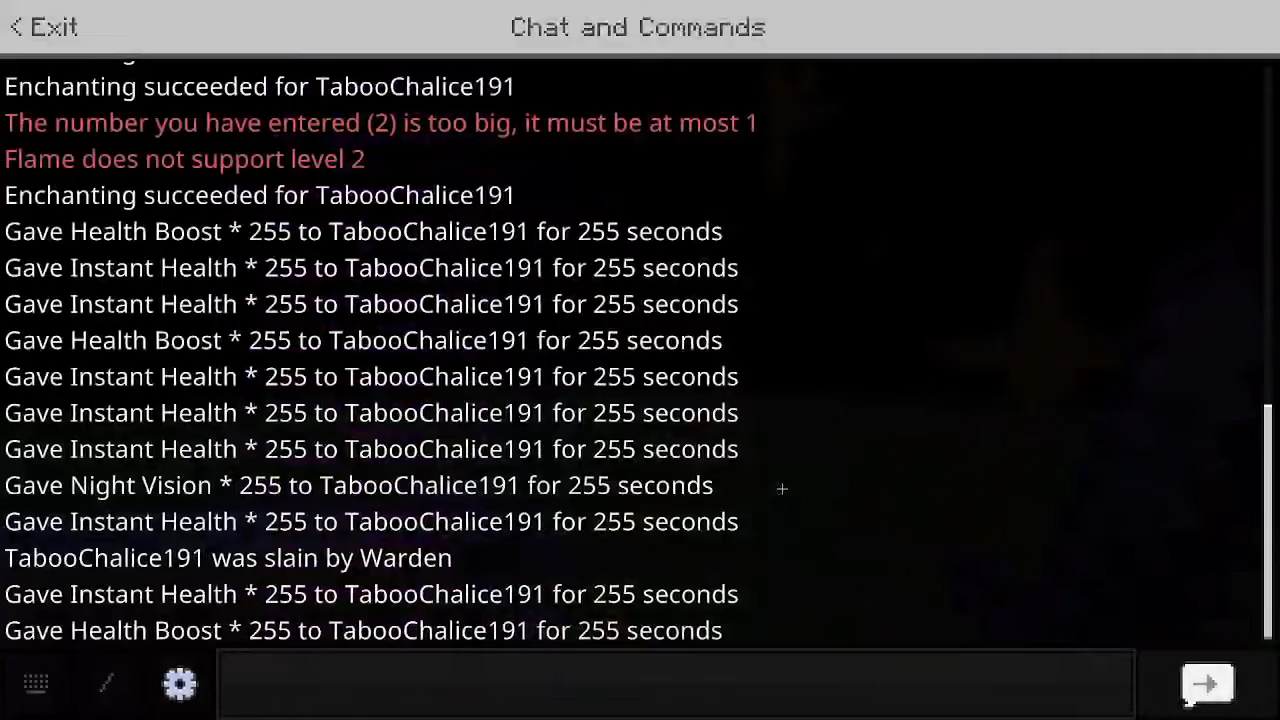 < Exit
Chat and Commands
Enchanting succeeded for TabooChalice191
The number you have entered (2) is too big, it must be at most 1
Flame does not support level 2
Enchanting succeeded for TabooChalice191
Gave Health Boost * 255 to TabooChalice191 for 255 seconds
Gave Instant Health * 255 to TabooChalice191 for 255 seconds
Gave Instant Health * 255 to TabooChalice191 for 255 seconds
Gave Health Boost * 255 to TabooChalice191 for 255 seconds
Gave Instant Health * 255 to TabooChalice191 for 255 seconds
Gave Instant Health * 255 to TabooChalice191 for 255 seconds
Gave Instant Health * 255 to TabooChalice191 for 255 seconds
Gave Night Vision * 255 to TabooChalice191 for 255 seconds
Gave Instant Health * 255 to TabooChalice191 for 255 seconds
TabooChalice191 was slain by Warden
Gave Instant Health * 255 to TabooChalice191 for 255 seconds
Gave Health Boost * 255 to TabooChalice191 for 255 seconds
/